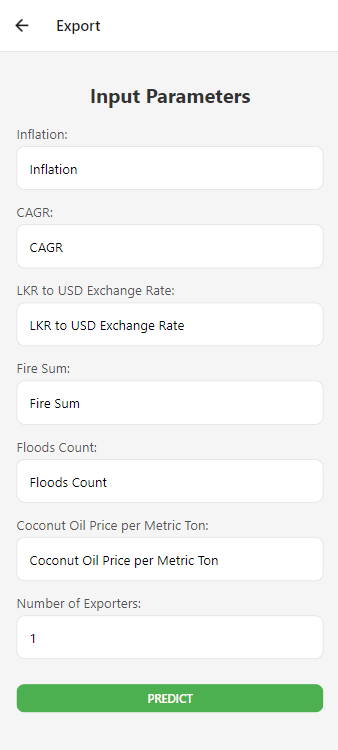 Export
Input Parameters
Inflation:
Inflation
CAGR:
CAGR
LKR to USD Exchange Rate:
LKR to USD Exchange Rate
Fire Sum:
Fire Sum
Floods Count:
Floods Count
Coconut Oil Price per Metric Ton:
Coconut Oil Price per Metric Ton
Number of Exporters:
1
PREDICT